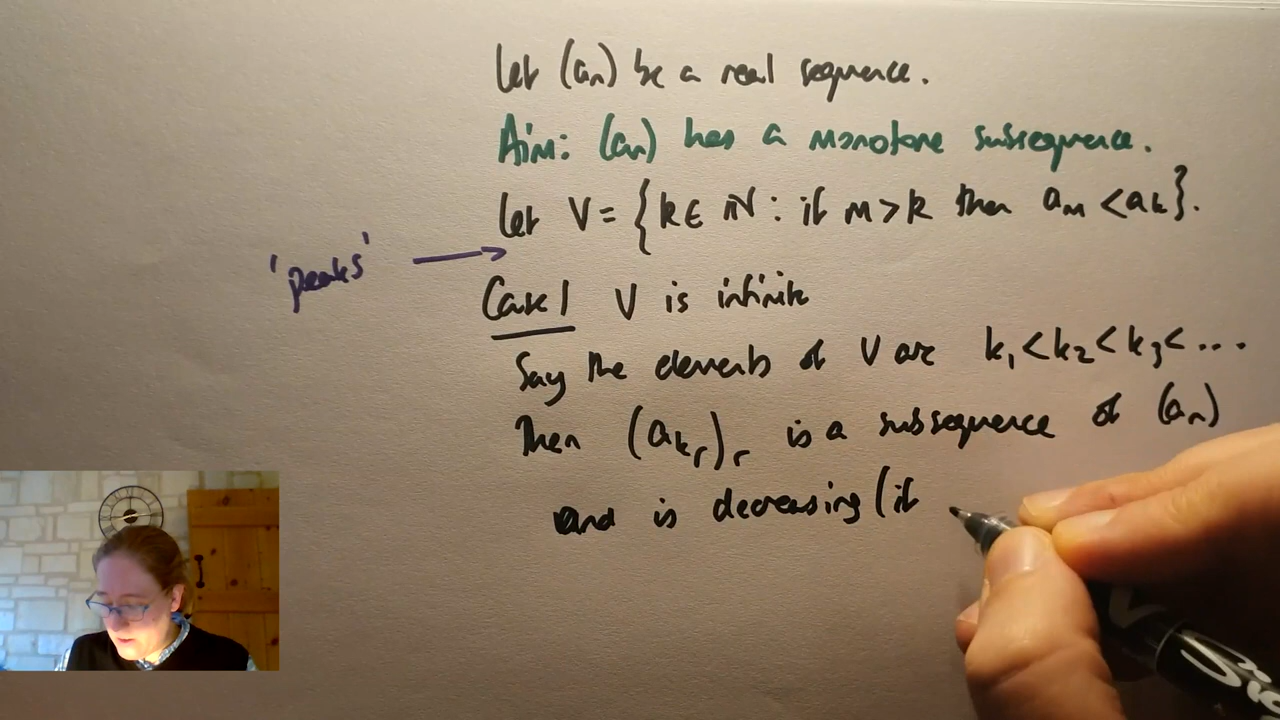 Let (an) be a real sequence.
Aim: (an) has a monotone subsequence.
Let V = {k ∈ ℕ : if m > k then am < ak}.
'peaks' →
Case 1 V is infinite
Say the elements of V are k1 < k2 < k3 < ...
Then (akr)r is a subsequence of (an)
and is decreasing (if